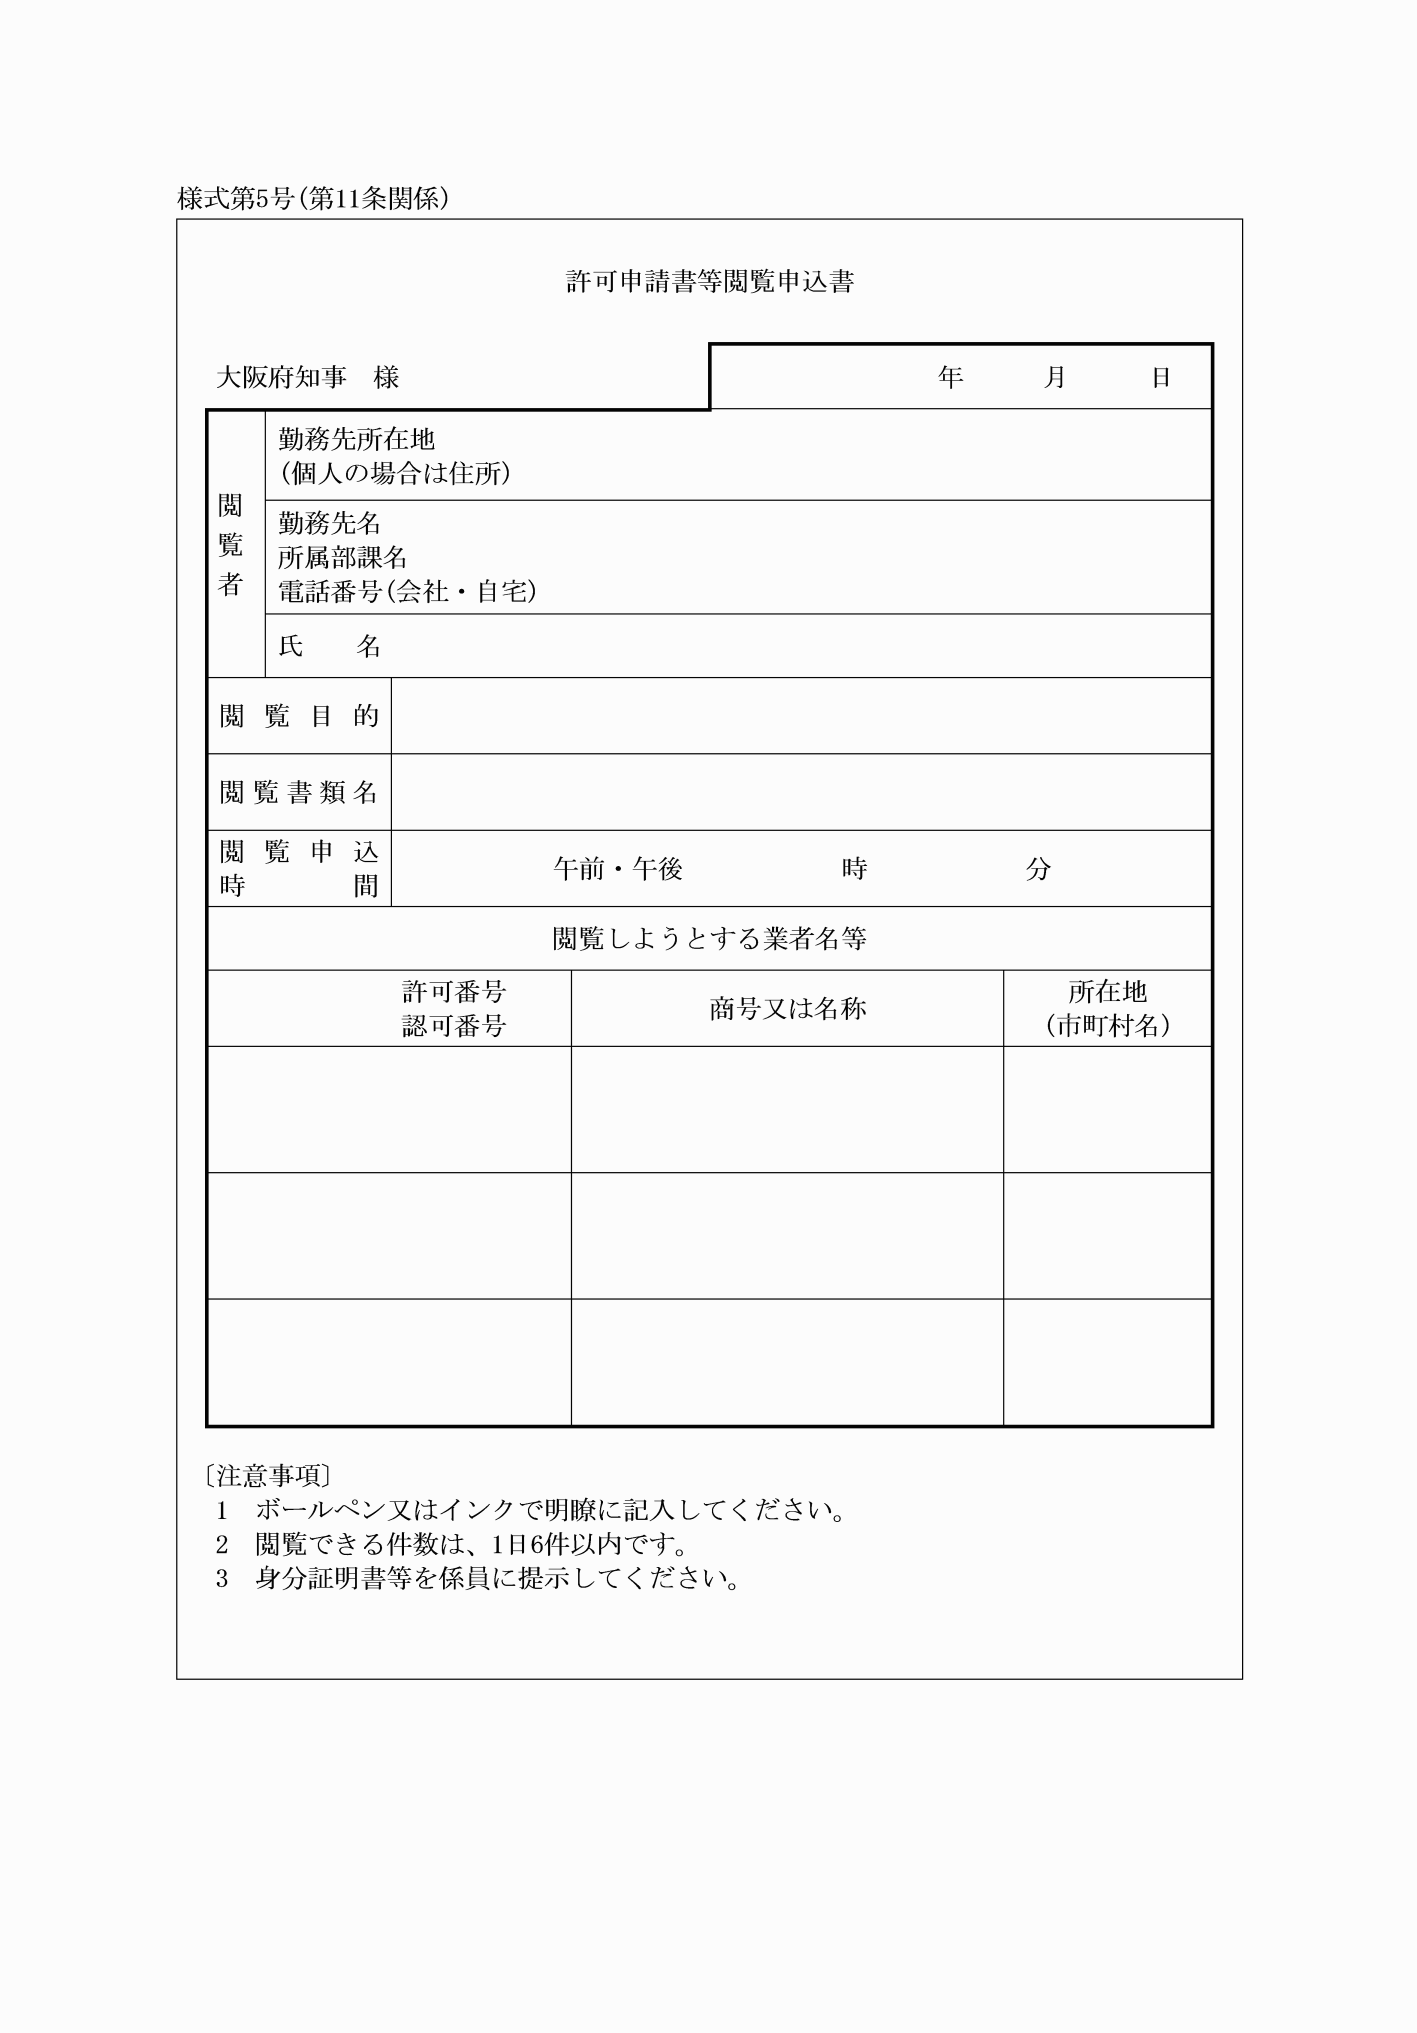 様式第5号(第11条関係)
許可申請書等閲覧申込書
大阪府知事　様
年　　　月　　　日
閲覧者
勤務先所在地
(個人の場合は住所)
勤務先名
所属部課名
電話番号(会社・自宅)
氏　　名
閲覧目的
閲覧書類名
閲覧申込
時間
午前・午後　　　　　　時　　　　　　分
閲覧しようとする業者名等
許可番号
認可番号
商号又は名称
所在地
(市町村名)
〔注意事項〕
1　ボールペン又はインクで明瞭に記入してください。
2　閲覧できる件数は、1日6件以内です。
3　身分証明書等を係員に提示してください。